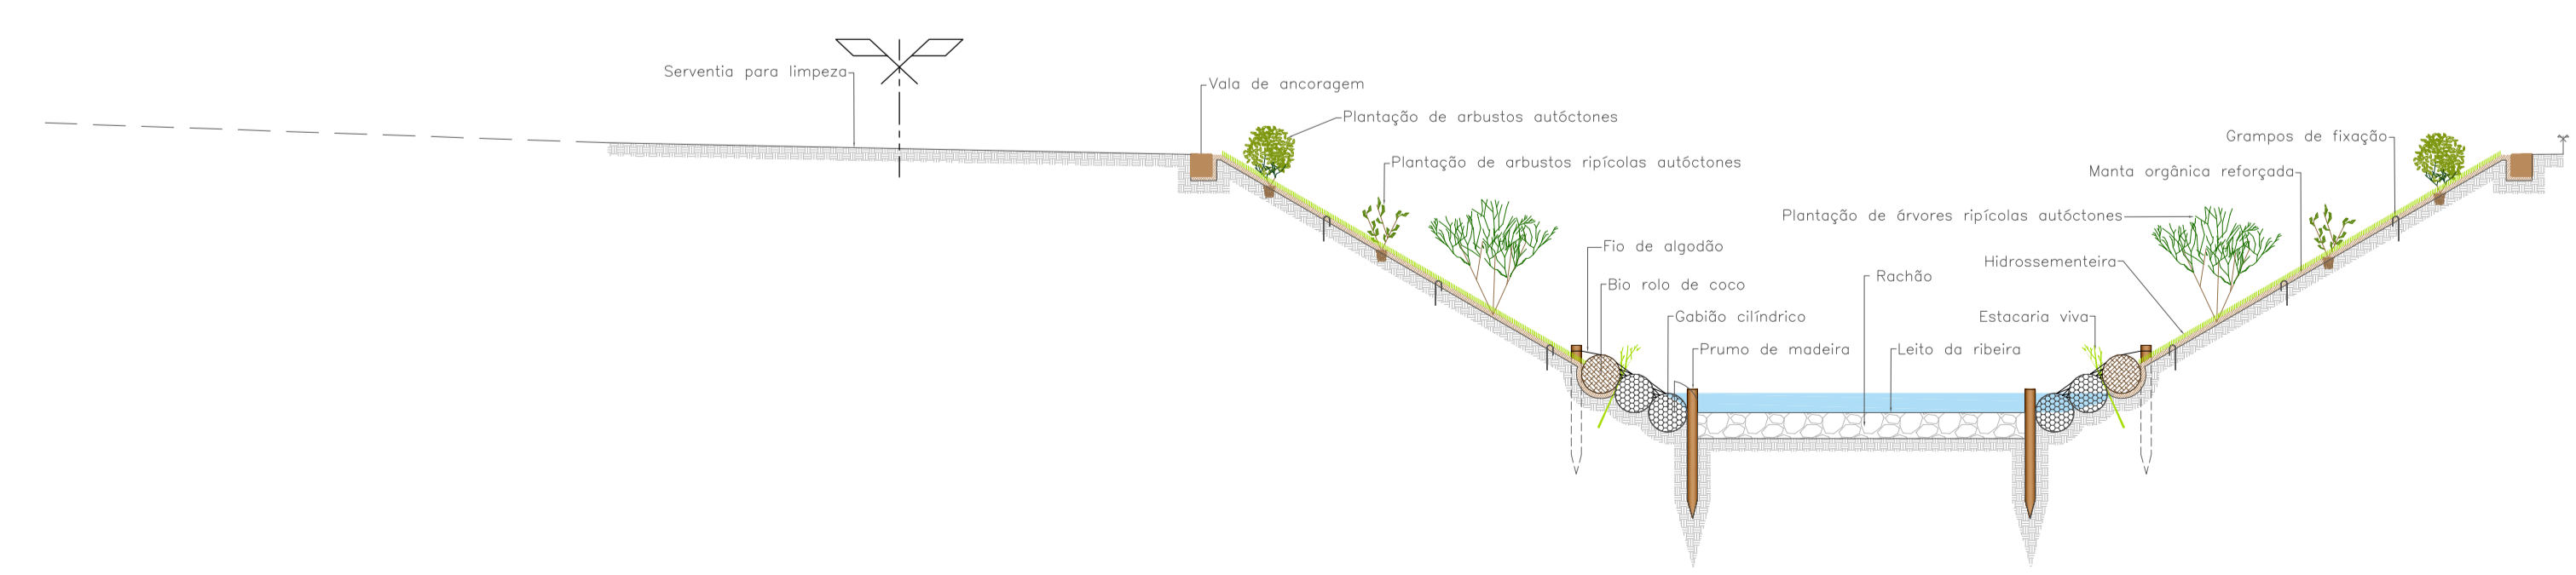 Serventia para limpeza
Vala de ancoragem
Plantação de arbustos autóctones
Plantação de arbustos ripícolas autóctones
Fio de algodão
Bio rolo de coco
Gabião cilíndrico
Prumo de madeira
Rachão
Leito da ribeira
Grampos de fixação
Manta orgânica reforçada
Plantação de árvores ripícolas autóctones
Hidrossementeira
Estacaria viva